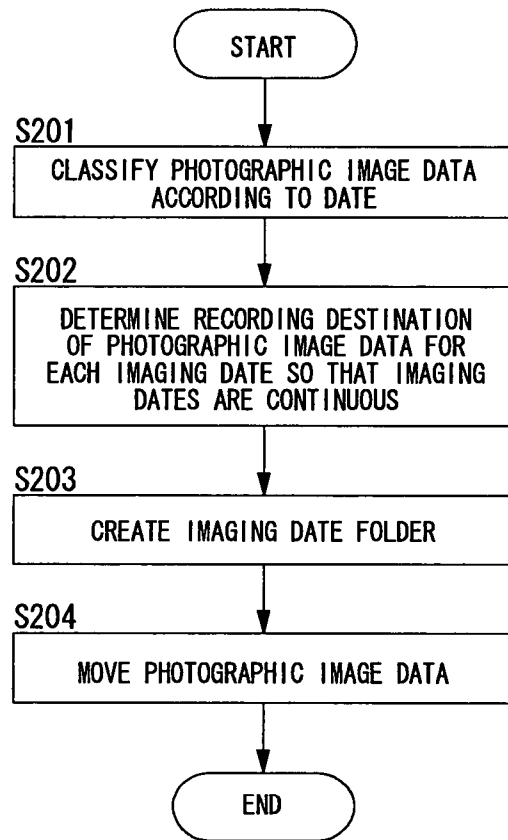 START
S201
CLASSIFY PHOTOGRAPHIC IMAGE DATA
ACCORDING TO DATE
S202
DETERMINE RECORDING DESTINATION
OF PHOTOGRAPHIC IMAGE DATA FOR
EACH IMAGING DATE SO THAT IMAGING
DATES ARE CONTINUOUS
S203
CREATE IMAGING DATE FOLDER
S204
MOVE PHOTOGRAPHIC IMAGE DATA
END